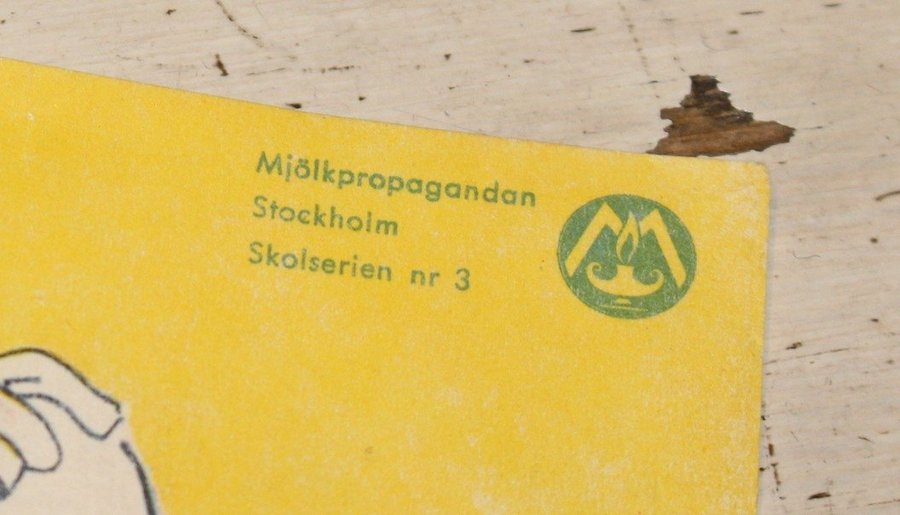 Mjölkpropagandan
Stockholm
Skolserien nr 3
M